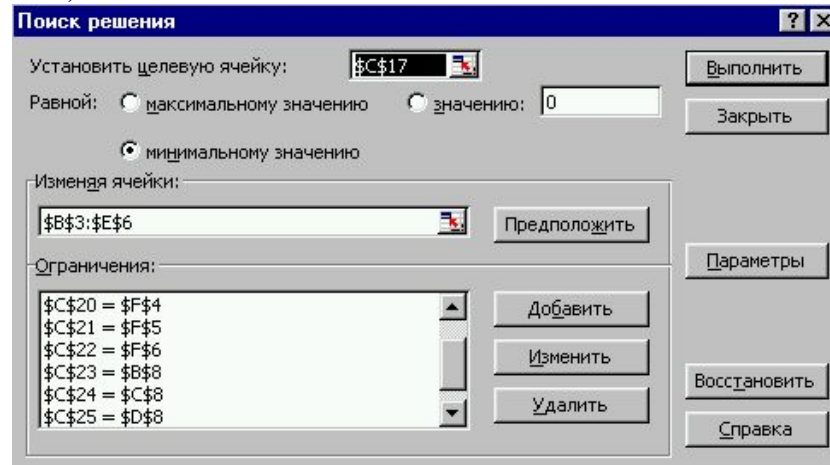 Поиск решения
Установить целевую ячейку: $C$17
Выполнить
Равной: максимальному значению значению: 0
Закрыть
минимальному значению
Изменяя ячейки:
$B$3:$E$6 Предположить
Параметры
Ограничения:
$C$20 = $F$4
$C$21 = $F$5
$C$22 = $F$6
$C$23 = $B$8
$C$24 = $C$8
$C$25 = $D$8
Добавить
Изменить
Удалить
Восстановить
Справка